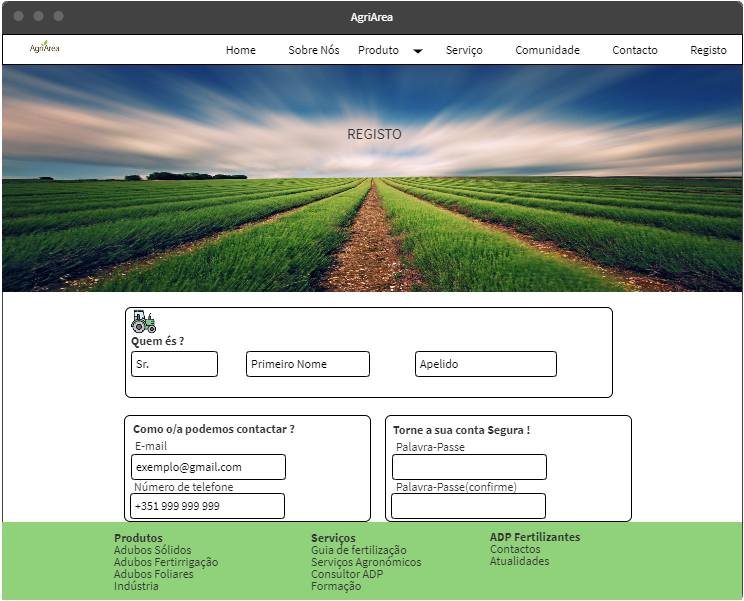 AgriArea
AgriArea Home Sobre Nós Produto Serviço Comunidade Contacto Registo
REGISTO
Quem és ?
Sr. Primeiro Nome Apelido
Como o/a podemos contactar ?
E-mail
exemplo@gmail.com
Número de telefone
+351 999 999 999
Torne a sua conta Segura !
Palavra-Passe
Palavra-Passe(confirme)
Produtos
Adubos Sólidos
Adubos Fertirrigação
Adubos Foliares
Indústria
Serviços
Guia de fertilização
Serviços Agronómicos
Consultor ADP
Formação
ADP Fertilizantes
Contactos
Atualidades